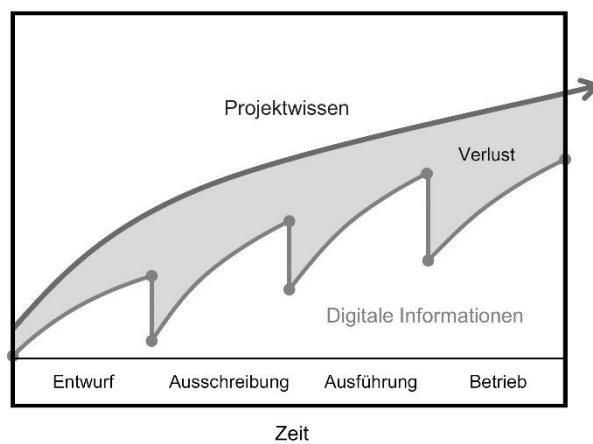 Projektwissen
Verlust
Digitale Informationen
Entwurf
Ausschreibung
Ausführung
Betrieb
Zeit